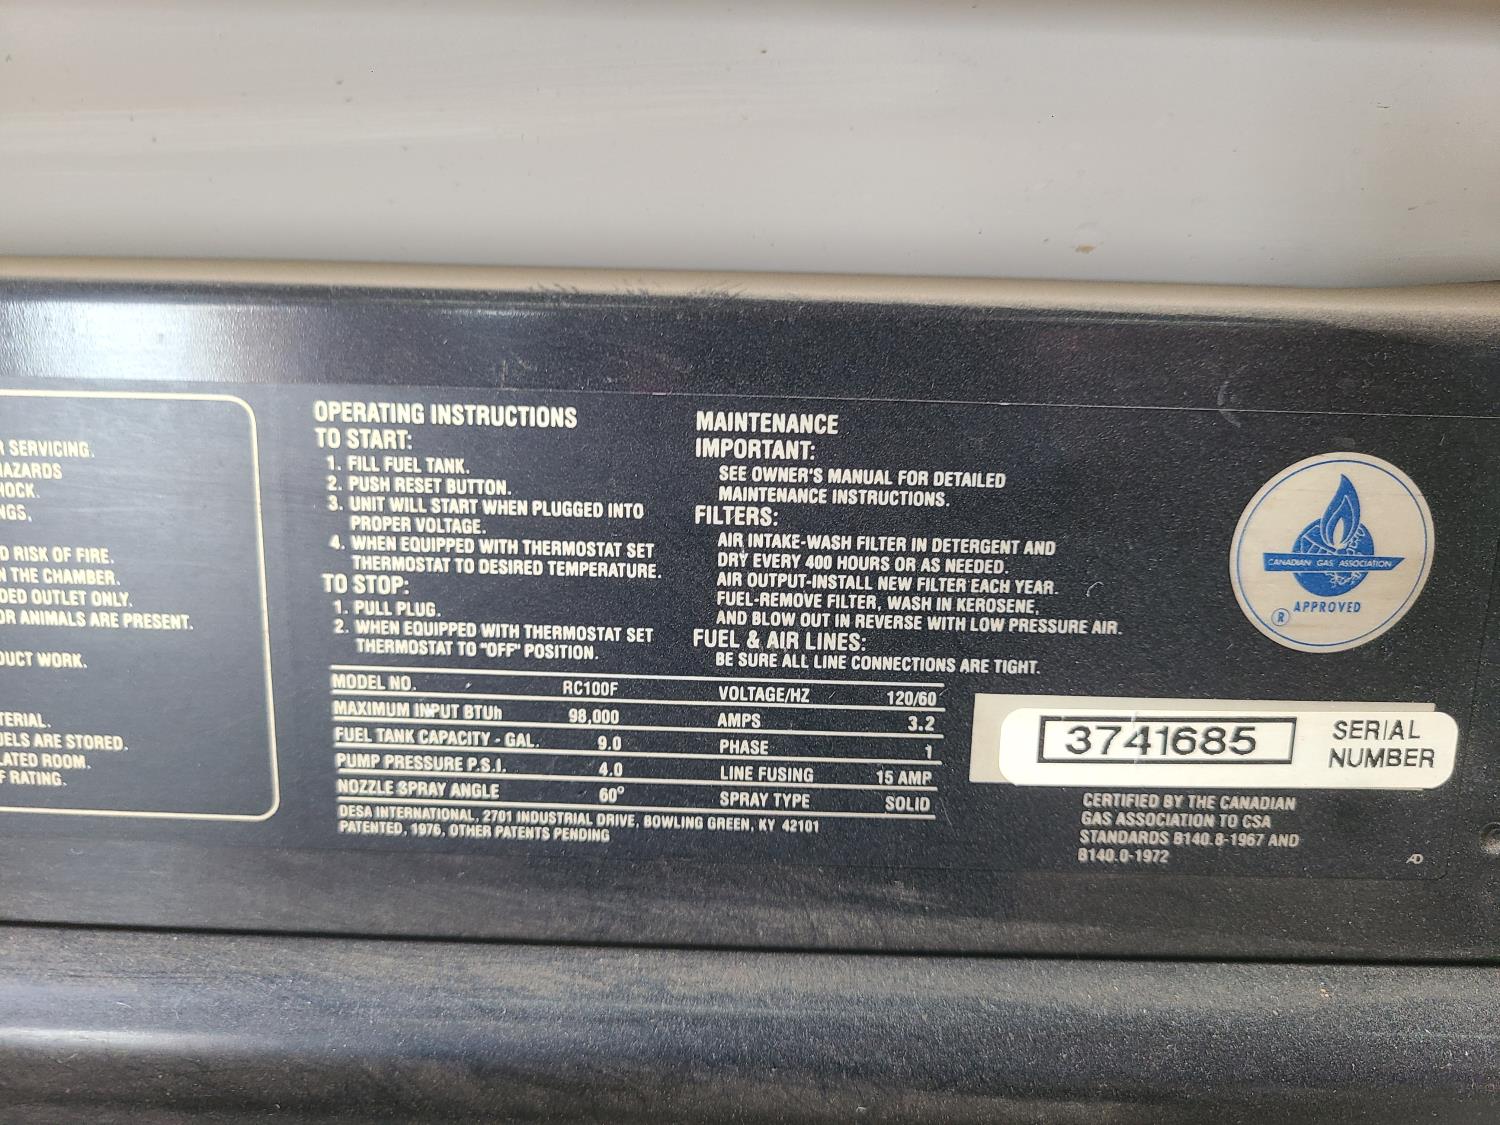 R SERVICING.
HAZARDS
HOCK.
NGS,
D RISK OF FIRE.
N THE CHAMBER.
DED OUTLET ONLY.
OR ANIMALS ARE PRESENT.
DUCT WORK.
TERIAL.
UELS ARE STORED.
LATED ROOM.
F RATING.
OPERATING INSTRUCTIONS
TO START:
1. FILL FUEL TANK.
2. PUSH RESET BUTTON.
3. UNIT WILL START WHEN PLUGGED INTO
PROPER VOLTAGE.
4. WHEN EQUIPPED WITH THERMOSTAT SET
THERMOSTAT TO DESIRED TEMPERATURE.
TO STOP:
1. PULL PLUG.
2. WHEN EQUIPPED WITH THERMOSTAT SET
THERMOSTAT TO "OFF" POSITION.
MAINTENANCE
IMPORTANT:
SEE OWNER'S MANUAL FOR DETAILED
MAINTENANCE INSTRUCTIONS.
FILTERS:
AIR INTAKE-WASH FILTER IN DETERGENT AND
DRY EVERY 400 HOURS OR AS NEEDED.
AIR OUTPUT-INSTALL NEW FILTER EACH YEAR.
FUEL-REMOVE FILTER, WASH IN KEROSENE,
AND BLOW OUT IN REVERSE WITH LOW PRESSURE AIR.
FUEL & AIR LINES:
BE SURE ALL LINE CONNECTIONS ARE TIGHT.
MODEL NO. RC100F VOLTAGE/HZ 120/60
MAXIMUM INPUT BTUh 98,000 AMPS 3.2
FUEL TANK CAPACITY - GAL. 9.0 PHASE 1
PUMP PRESSURE P.S.I. 4.0 LINE FUSING 15 AMP
NOZZLE SPRAY ANGLE 60° SPRAY TYPE SOLID
DESA INTERNATIONAL, 2701 INDUSTRIAL DRIVE, BOWLING GREEN, KY 42101
PATENTED, 1976, OTHER PATENTS PENDING
CANADIAN GAS ASSOCIATION
® APPROVED
3741685 SERIAL
NUMBER
CERTIFIED BY THE CANADIAN
GAS ASSOCIATION TO CSA
STANDARDS B140.8-1967 AND
B140.0-1972